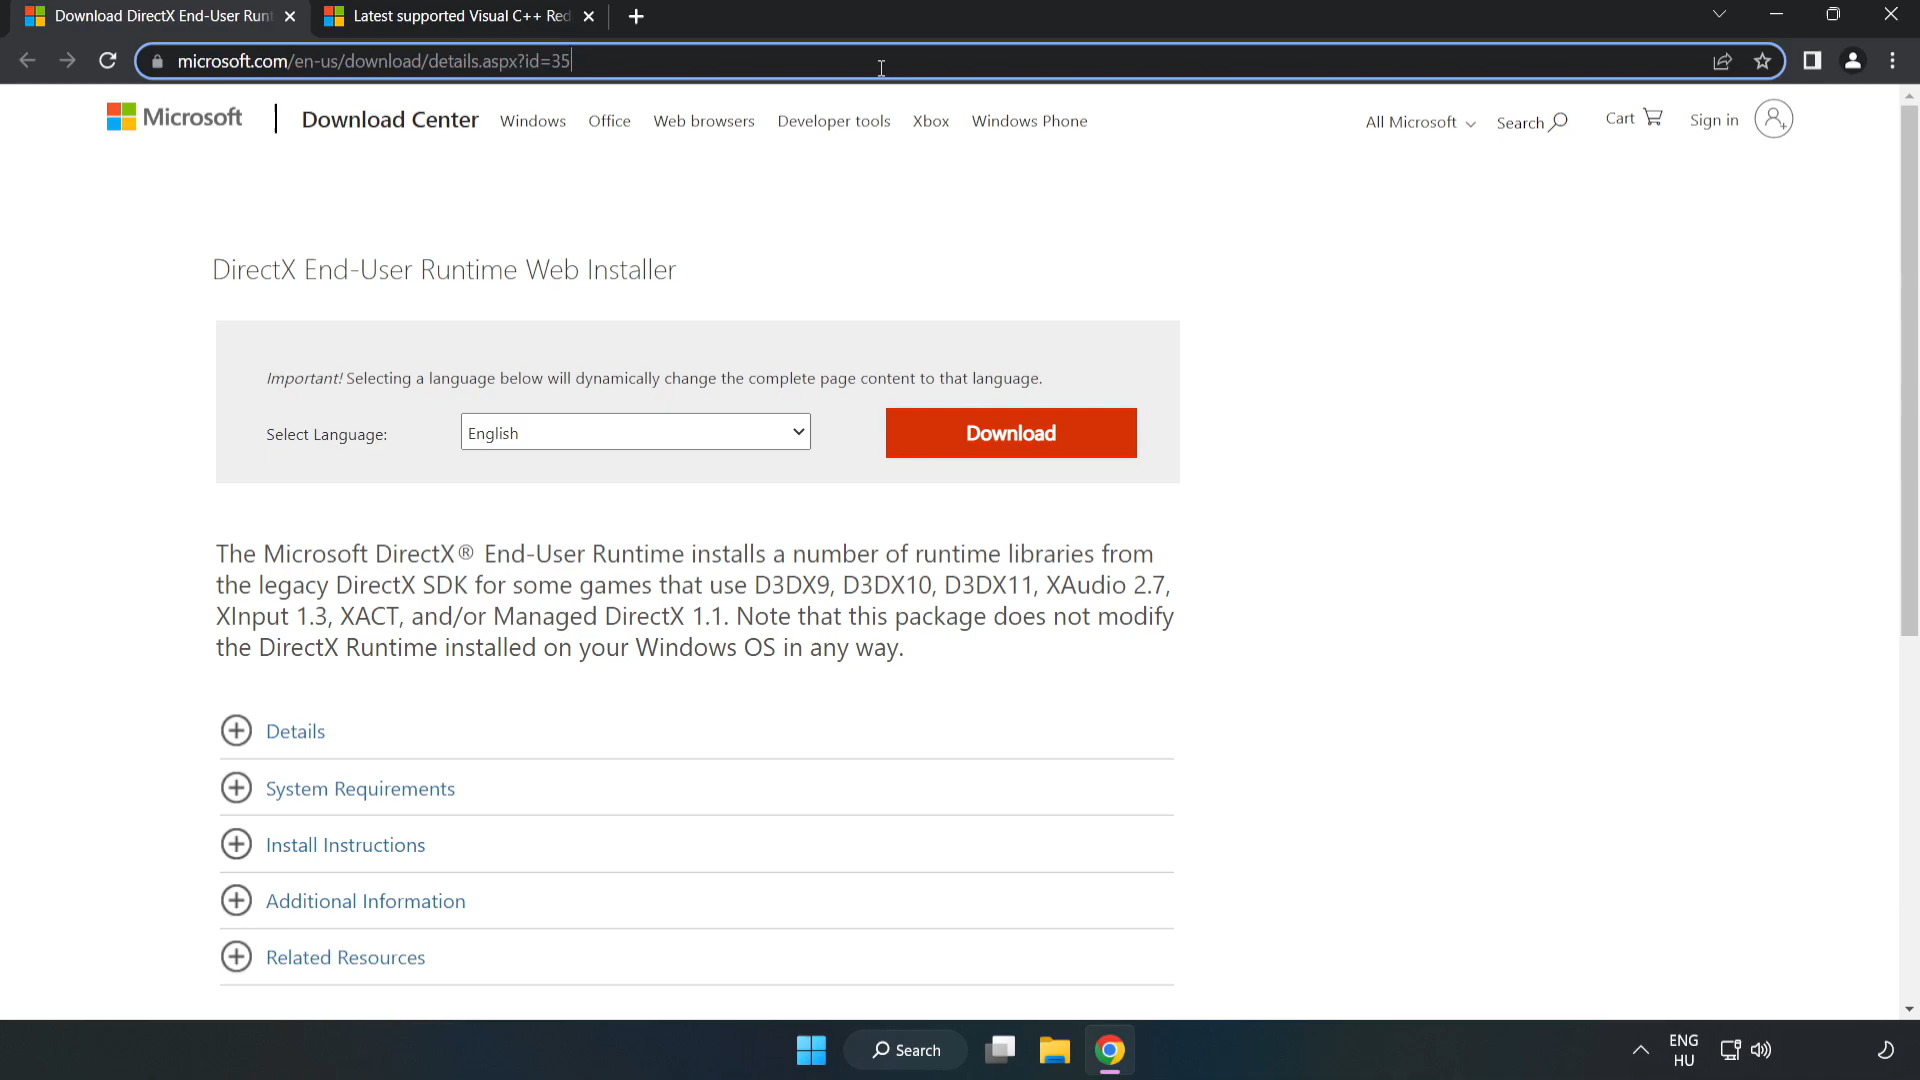 Download DirectX End-User Runt
Latest supported Visual C++ Red
microsoft.com/en-us/download/details.aspx?id=35
Microsoft
Download Center
Windows
Office
Web browsers
Developer tools
Xbox
Windows Phone
All Microsoft
Search
Cart
Sign in
DirectX End-User Runtime Web Installer
Important! Selecting a language below will dynamically change the complete page content to that language.
Select Language:
English
Download
The Microsoft DirectX® End-User Runtime installs a number of runtime libraries from
the legacy DirectX SDK for some games that use D3DX9, D3DX10, D3DX11, XAudio 2.7,
XInput 1.3, XACT, and/or Managed DirectX 1.1. Note that this package does not modify
the DirectX Runtime installed on your Windows OS in any way.
Details
System Requirements
Install Instructions
Additional Information
Related Resources
Search
ENG
HU